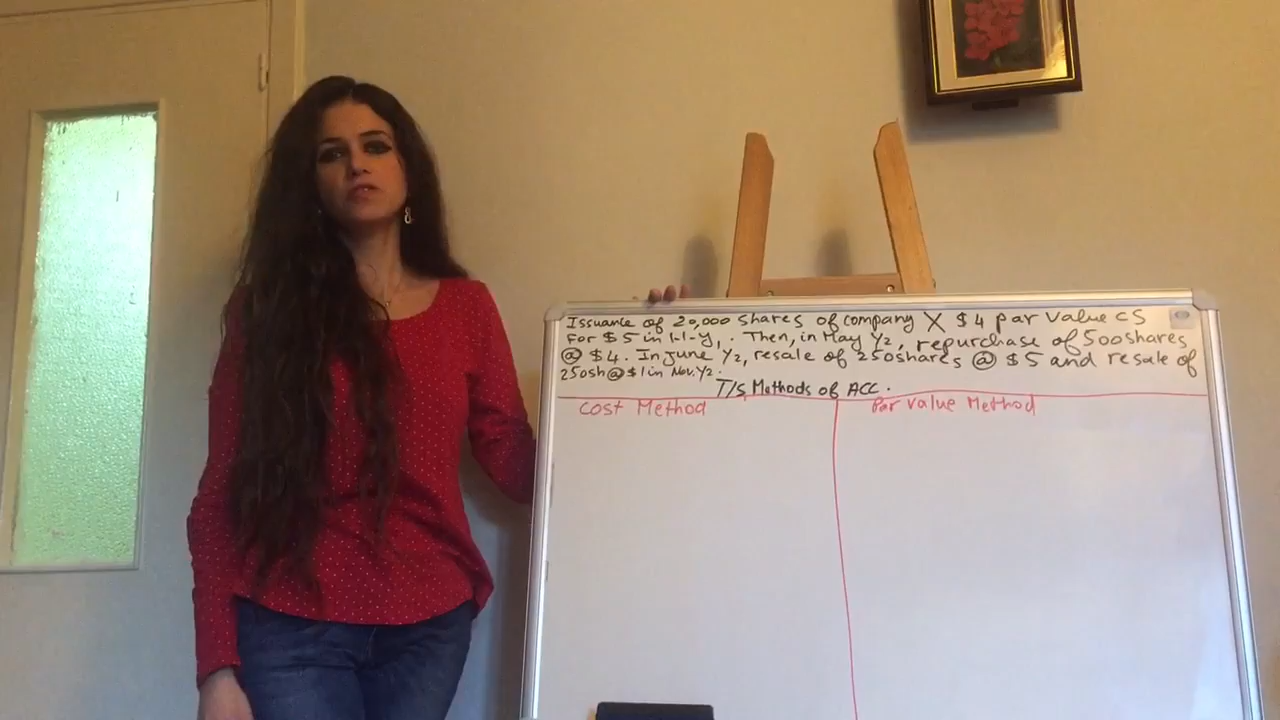 Issuance of 20,000 shares of company X $4 par value CS
For $5 in 1-1-Y1. Then, in May Y2, repurchase of 500shares
@ $4. In June Y2, resale of 250shares @ $5 and resale of
250sh@$1 in Nov. Y2.
T/S Methods of ACC.
Cost Method
Par Value Method